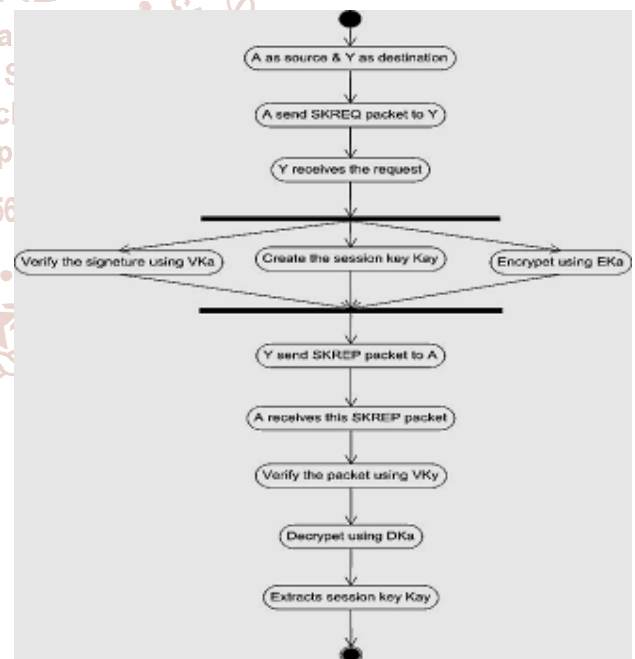 A as source & Y as destination
A send SKREQ packet to Y
Y receives the request
Verify the signeture using VKa
Create the session key Kay
Encrypet using EKa
Y send SKREP packet to A
A receives this SKREP packet
Verify the packet using VKy
Decrypet using DKa
Extracts session key Kay